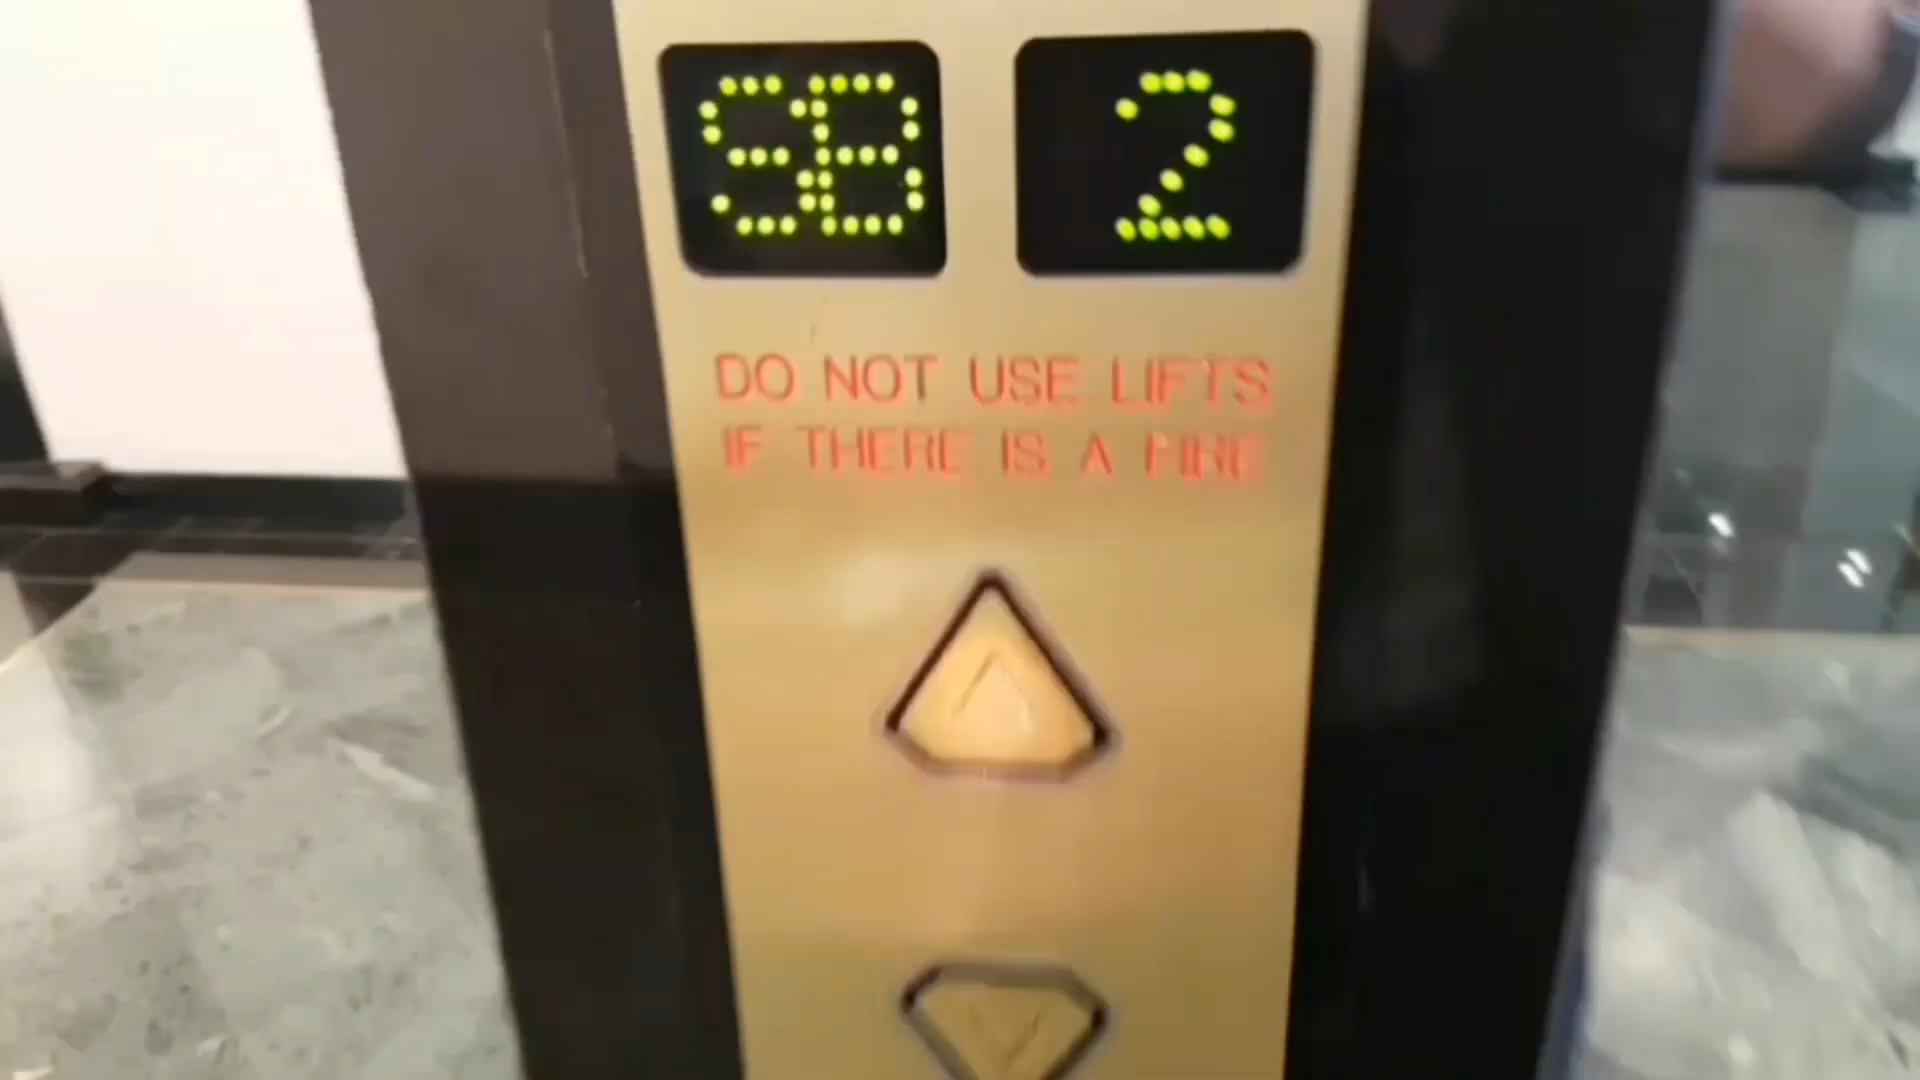 SB 2
DO NOT USE LIFTS
IF THERE IS A FIRE